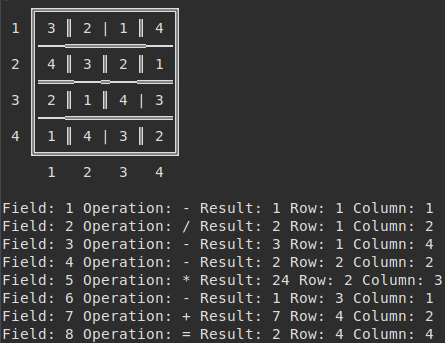 1 3 ║ 2 | 1 ║ 4
2 4 ║ 3 ║ 2 ║ 1
3 2 ║ 1 ║ 4 | 3
4 1 ║ 4 | 3 ║ 2
1 2 3 4
Field: 1 Operation: - Result: 1 Row: 1 Column: 1
Field: 2 Operation: / Result: 2 Row: 1 Column: 2
Field: 3 Operation: - Result: 3 Row: 1 Column: 4
Field: 4 Operation: - Result: 2 Row: 2 Column: 2
Field: 5 Operation: * Result: 24 Row: 2 Column: 3
Field: 6 Operation: - Result: 1 Row: 3 Column: 1
Field: 7 Operation: + Result: 7 Row: 4 Column: 2
Field: 8 Operation: = Result: 2 Row: 4 Column: 4